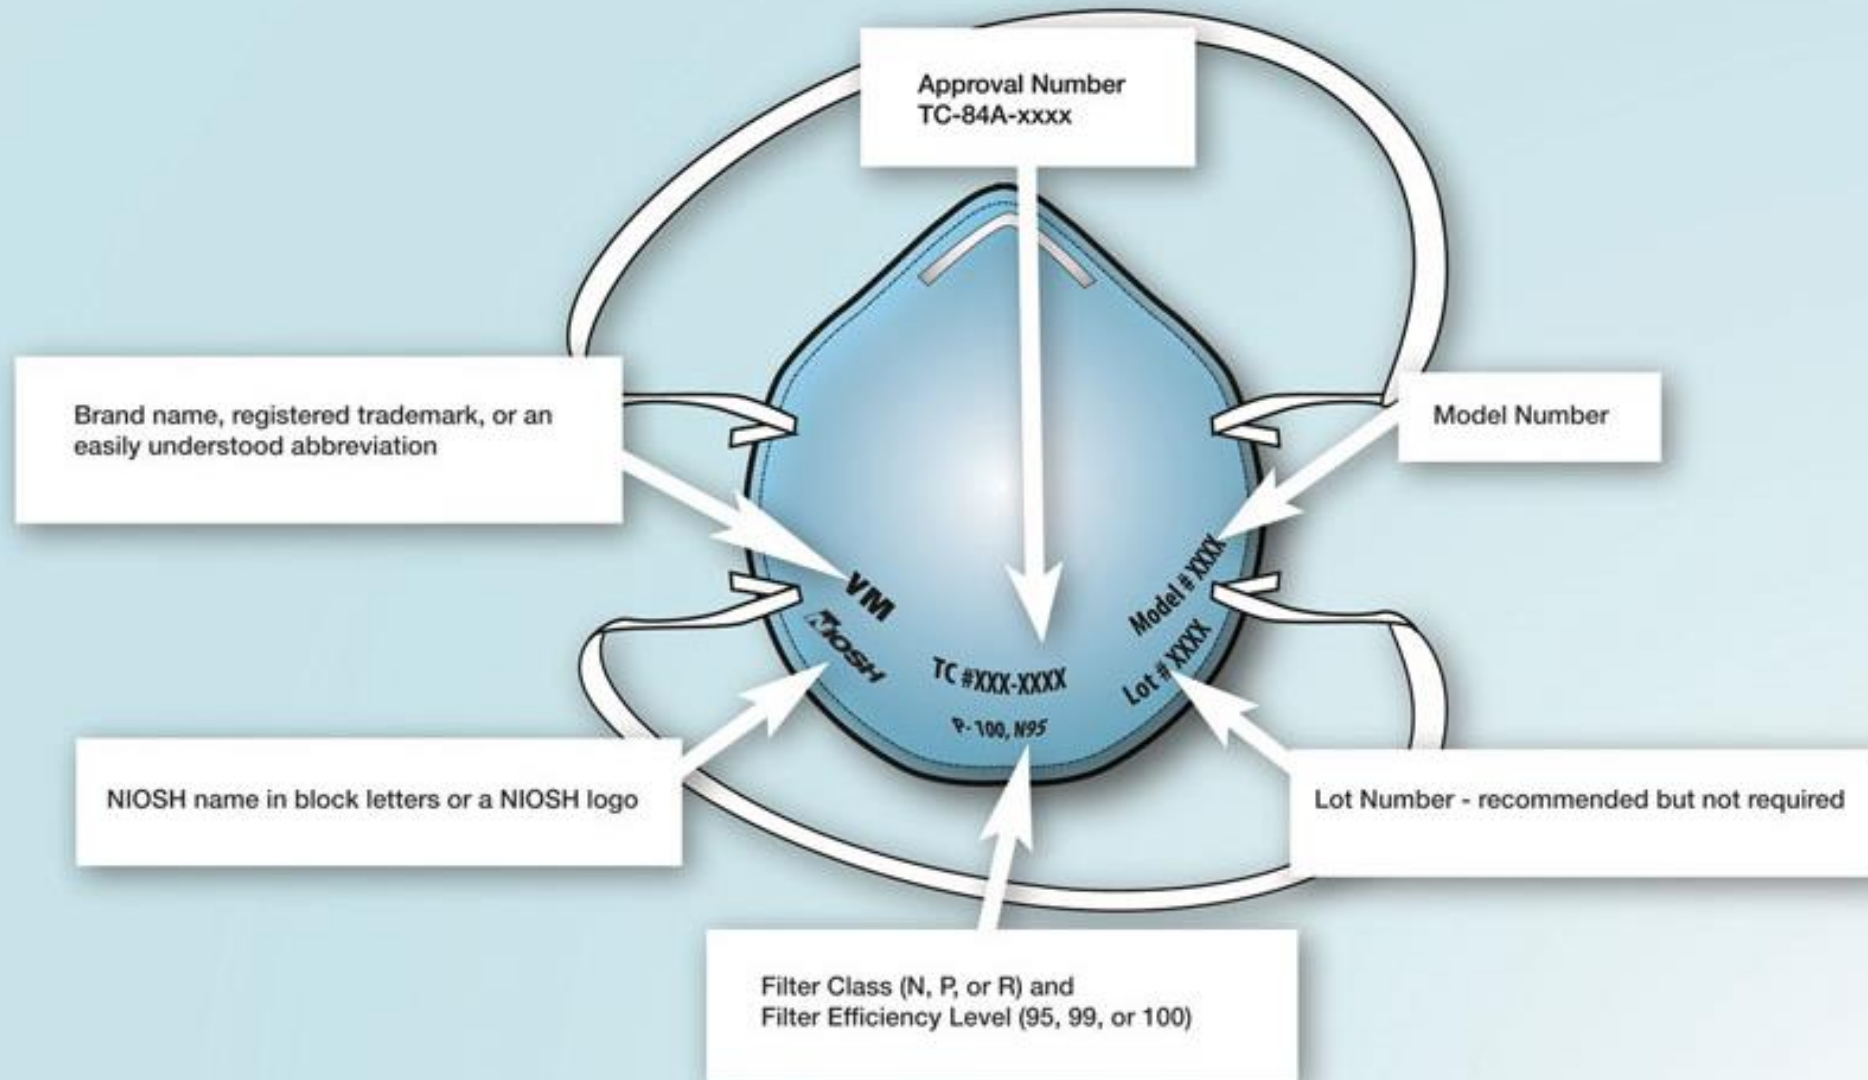 Approval Number
TC-84A-xxxx
Brand name, registered trademark, or an
easily understood abbreviation
Model Number
VM
NIOSH
TC #XXX-XXXX
P- 100, N95
Model # XXXX
Lot # XXXX
NIOSH name in block letters or a NIOSH logo
Lot Number - recommended but not required
Filter Class (N, P, or R) and
Filter Efficiency Level (95, 99, or 100)